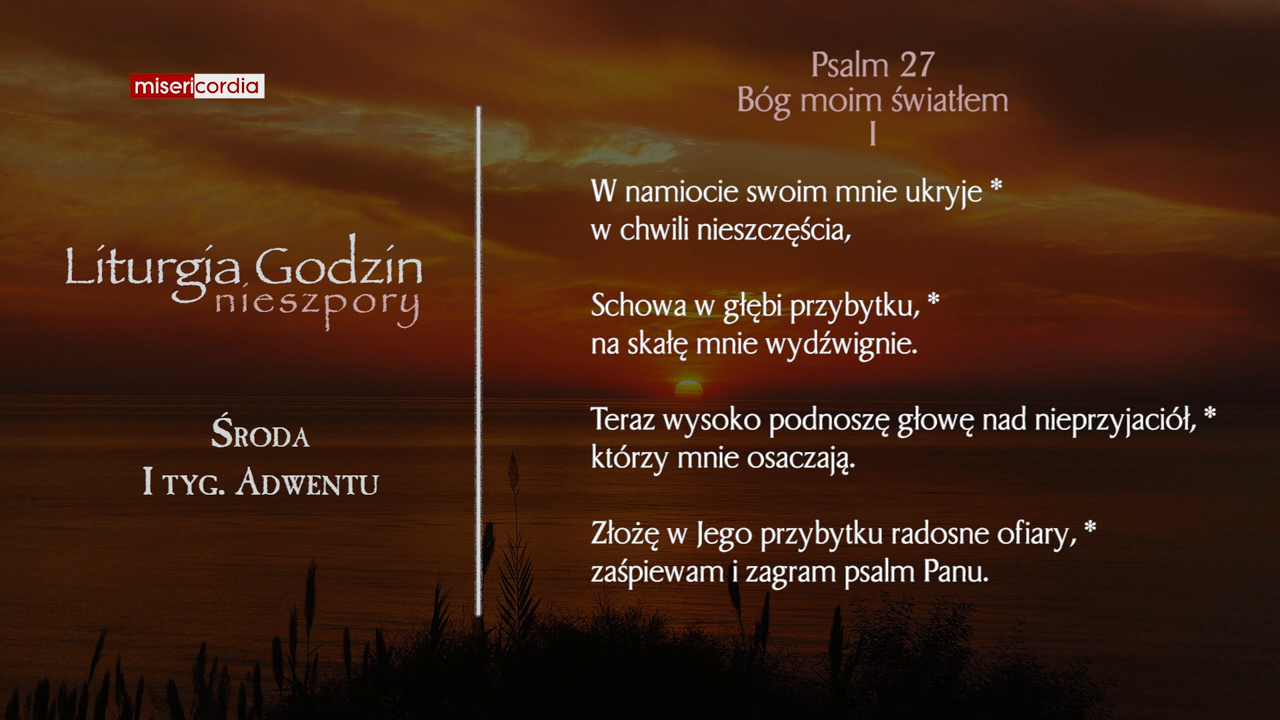 misericordia
Liturgia Godzin
nieszpory
Środa
I tyg. Adwentu
Psalm 27
Bóg moim światłem
I
W namiocie swoim mnie ukryje *
w chwili nieszczęścia,
Schowa w głębi przybytku, *
na skałę mnie wydźwignie.
Teraz wysoko podnoszę głowę nad nieprzyjaciół, *
którzy mnie osaczają.
Złożę w Jego przybytku radosne ofiary, *
zaśpiewam i zagram psalm Panu.